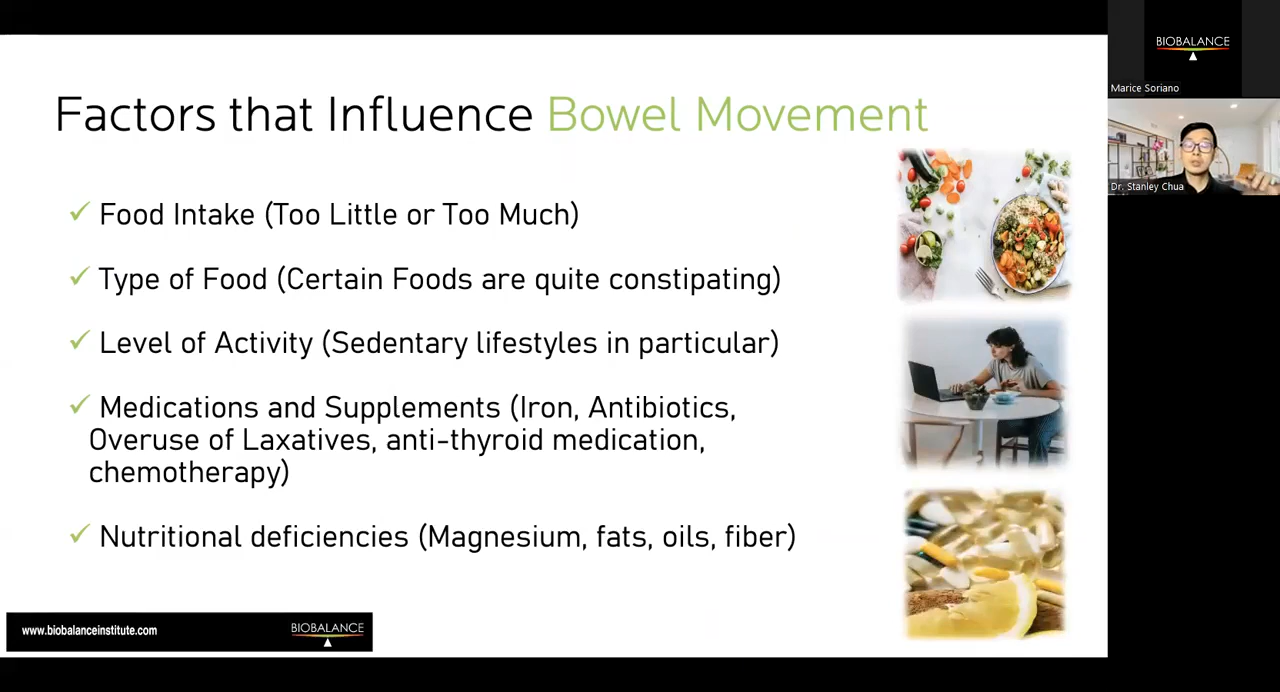 Factors that Influence Bowel Movement
✓ Food Intake (Too Little or Too Much)
✓ Type of Food (Certain Foods are quite constipating)
✓ Level of Activity (Sedentary lifestyles in particular)
✓ Medications and Supplements (Iron, Antibiotics,
Overuse of Laxatives, anti-thyroid medication,
chemotherapy)
✓ Nutritional deficiencies (Magnesium, fats, oils, fiber)
www.biobalanceinstitute.com
BIOBALANCE
BIOBALANCE
Marice Soriano
Dr. Stanley Chua